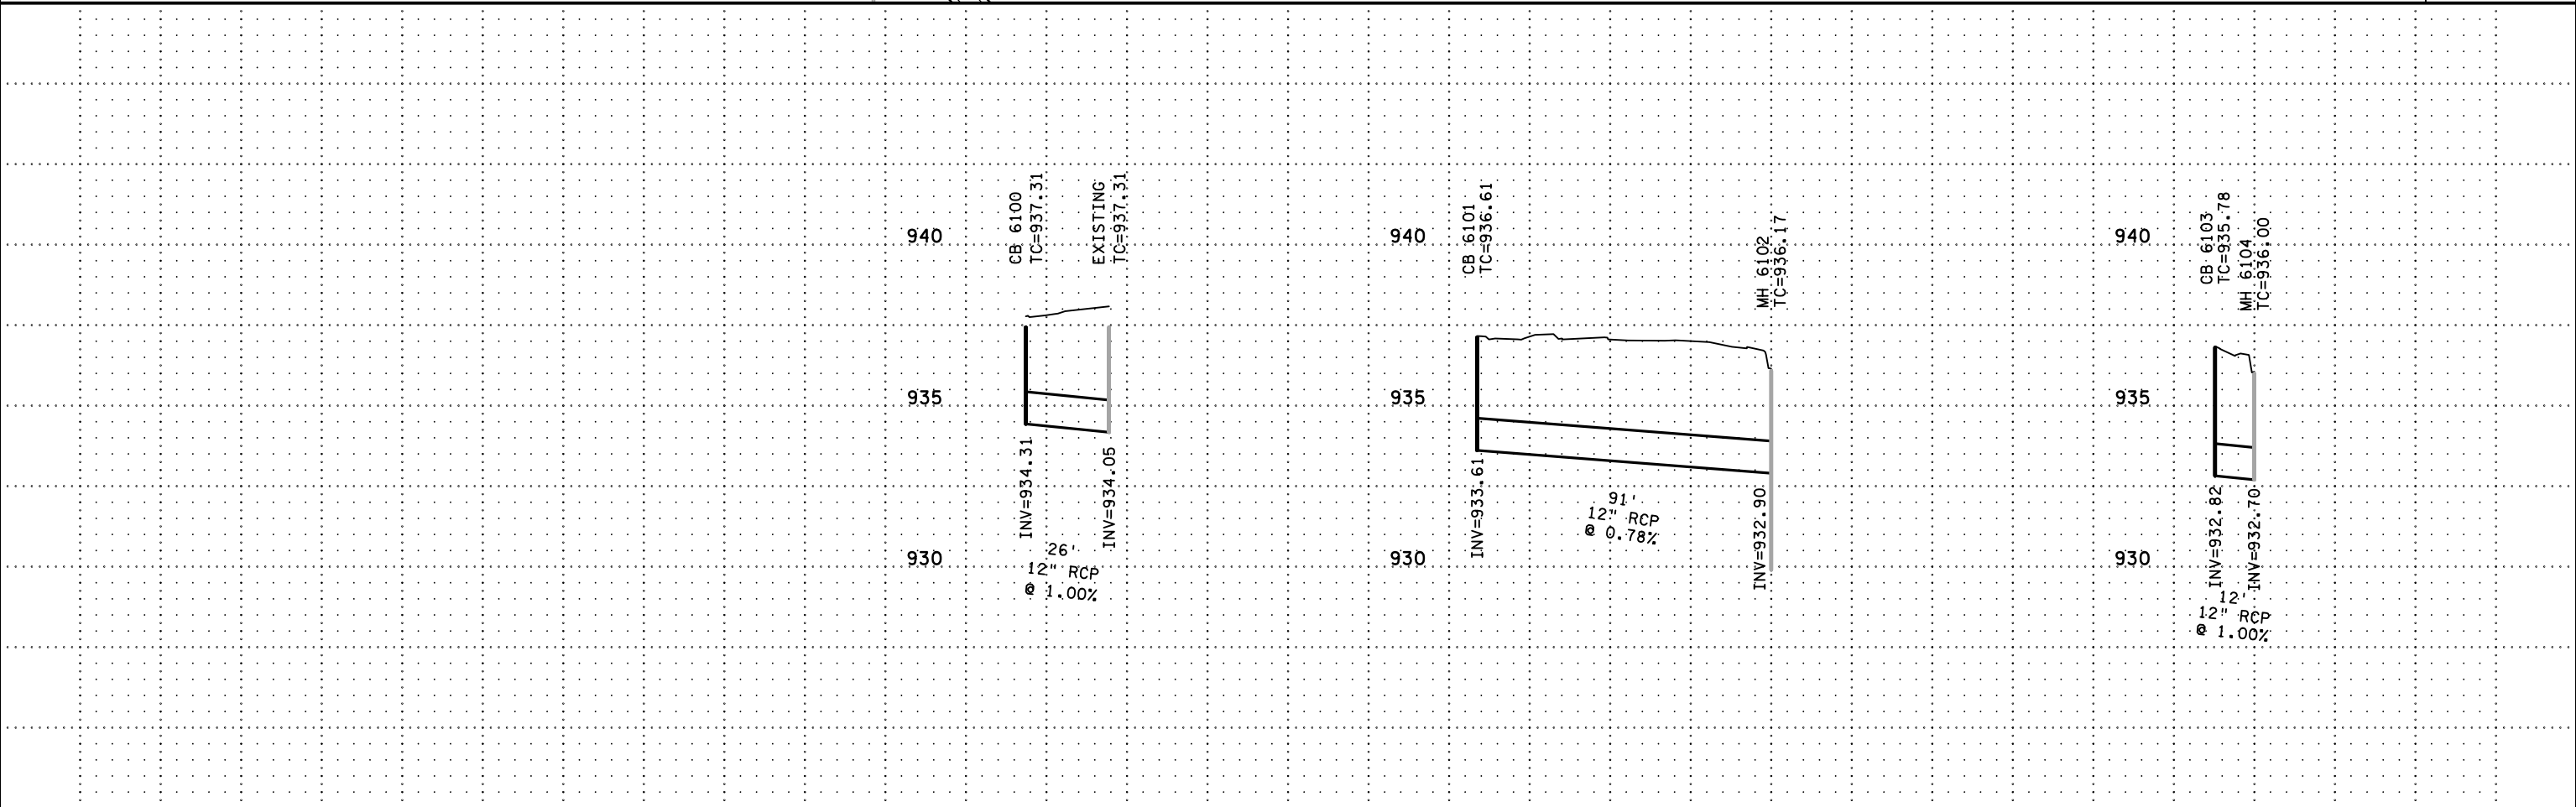 CB 6100
TC=937.31
EXISTING
TC=937.31
940
935
930
INV=934.31
INV=934.05
26'
12" RCP
@ 1.00%
CB 6101
TC=936.61
MH 6102
TC=936.17
940
935
930
INV=933.61
91'
12" RCP
@ 0.78%
INV=932.90
CB 6103
TC=935.78
MH 6104
TC=936.00
940
935
930
INV=932.82
INV=932.70
12'
12" RCP
@ 1.00%